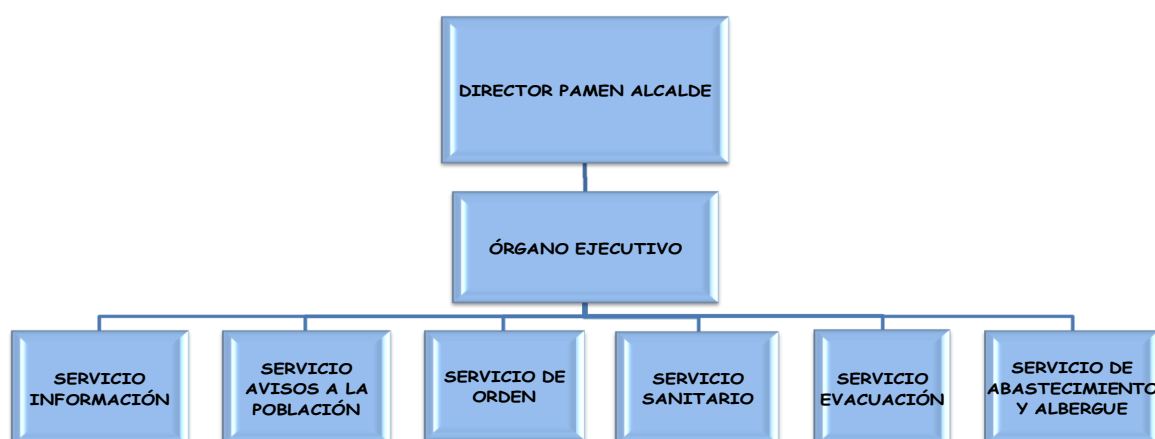 DIRECTOR PAMEN ALCALDE
ÓRGANO EJECUTIVO
SERVICIO
INFORMACIÓN
SERVICIO
AVISOS A LA
POBLACIÓN
SERVICIO DE
ORDEN
SERVICIO
SANITARIO
SERVICIO
EVACUACIÓN
SERVICIO DE
ABASTECIMIENTO
Y ALBERGUE